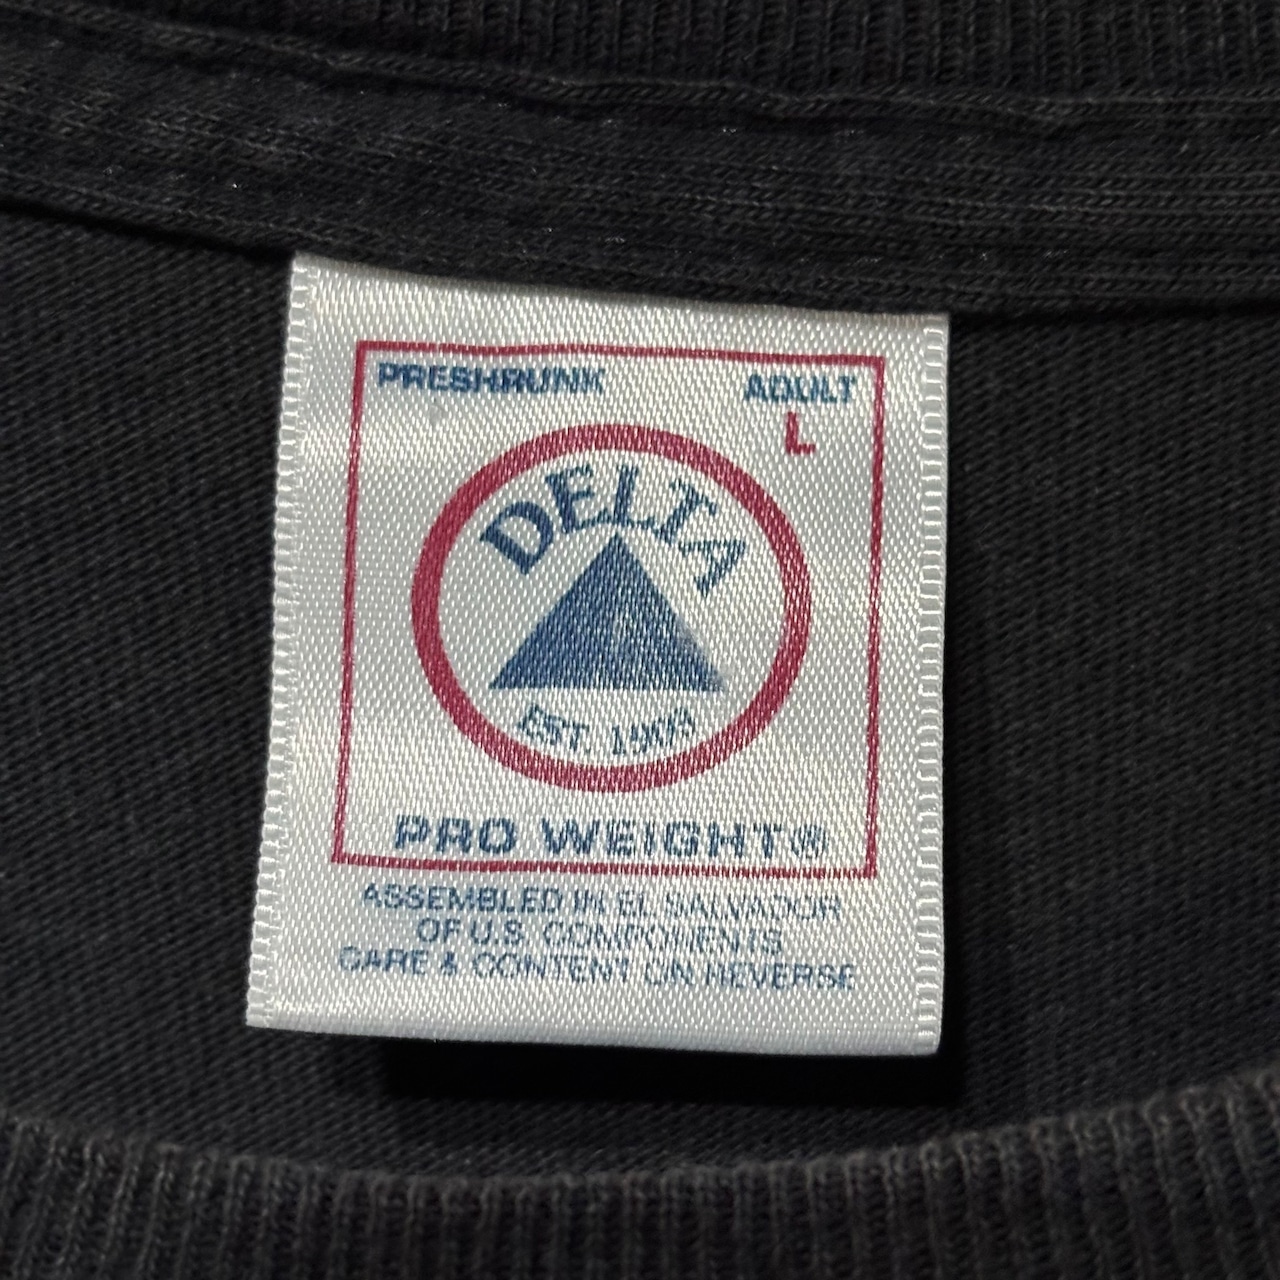 PRESHRUNK ADULT
L
DELTA
EST. 1903
PRO WEIGHT®
ASSEMBLED IN EL SALVADOR
OF U.S. COMPONENTS
CARE & CONTENT ON REVERSE